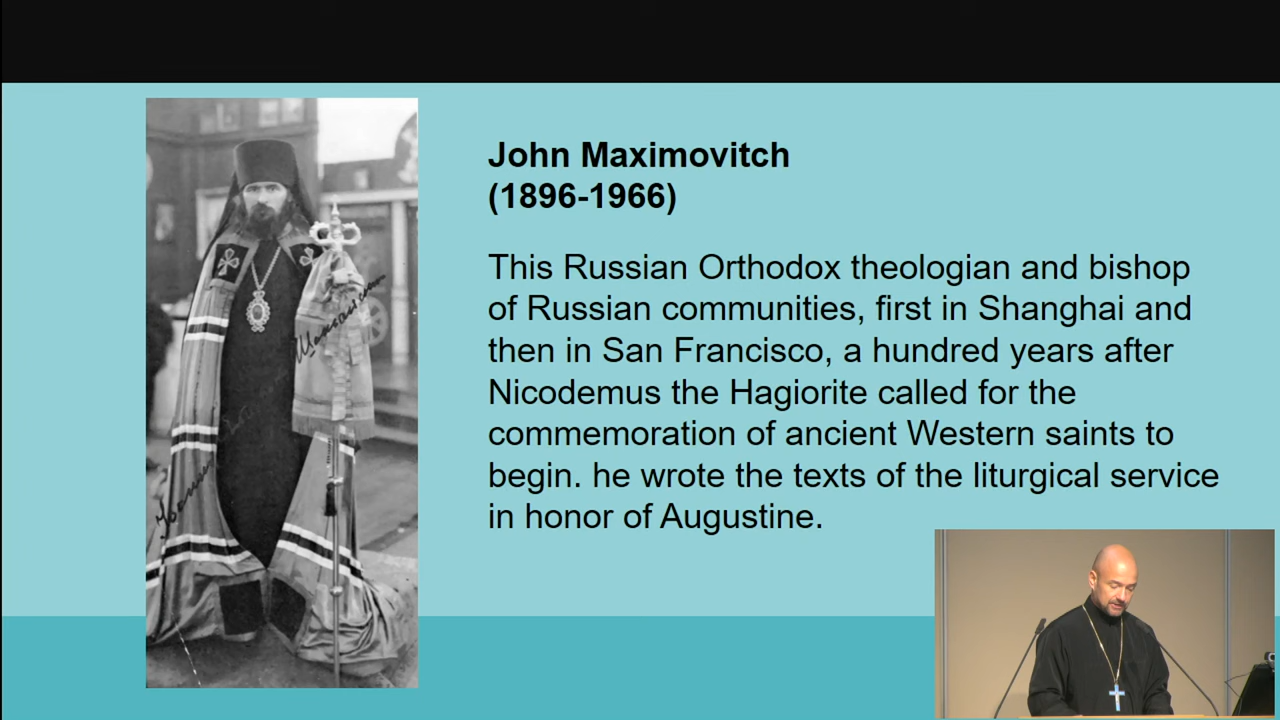 John Maximovitch
(1896-1966)
This Russian Orthodox theologian and bishop
of Russian communities, first in Shanghai and
then in San Francisco, a hundred years after
Nicodemus the Hagiorite called for the
commemoration of ancient Western saints to
begin. he wrote the texts of the liturgical service
in honor of Augustine.